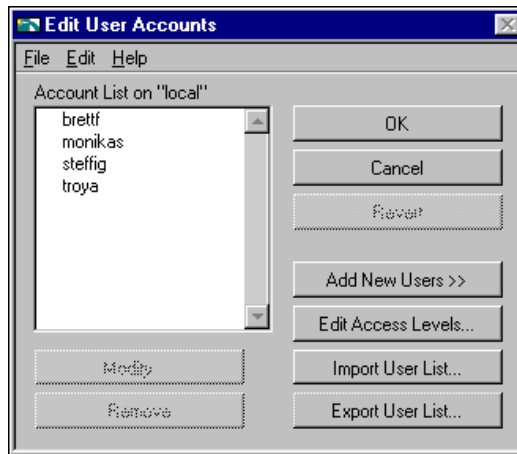 Edit User Accounts
File Edit Help
Account List on "local"
brettf
monikas
steffig
troya
OK
Cancel
Revert
Add New Users >>
Edit Access Levels...
Import User List...
Export User List...
Modify
Remove